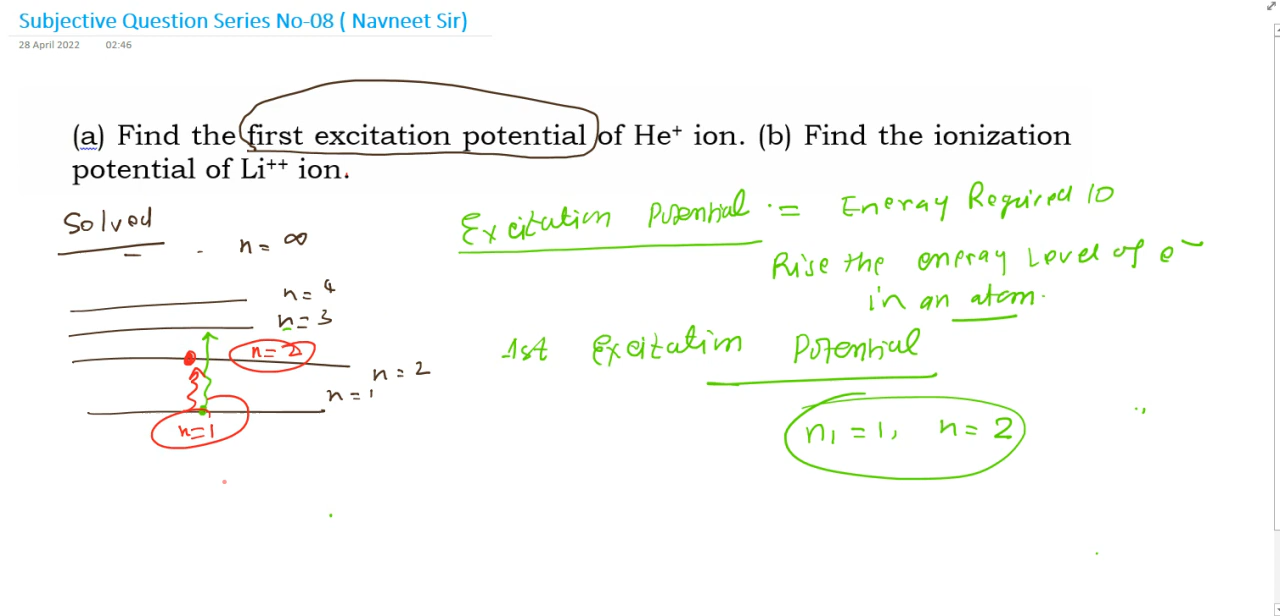 Subjective Question Series No-08 ( Navneet Sir)
28 April 2022 02:46
(a) Find the first excitation potential of He⁺ ion. (b) Find the ionization
potential of Li⁺⁺ ion.
Solved
n = ∞
n = 4
n = 3
n = 2
n = 2
n = 1
n = 1
Excitation Potential = Energy Required to
Rise the energy Level of e⁻
in an atom.
1st Excitation Potential
n₁ = 1, n = 2